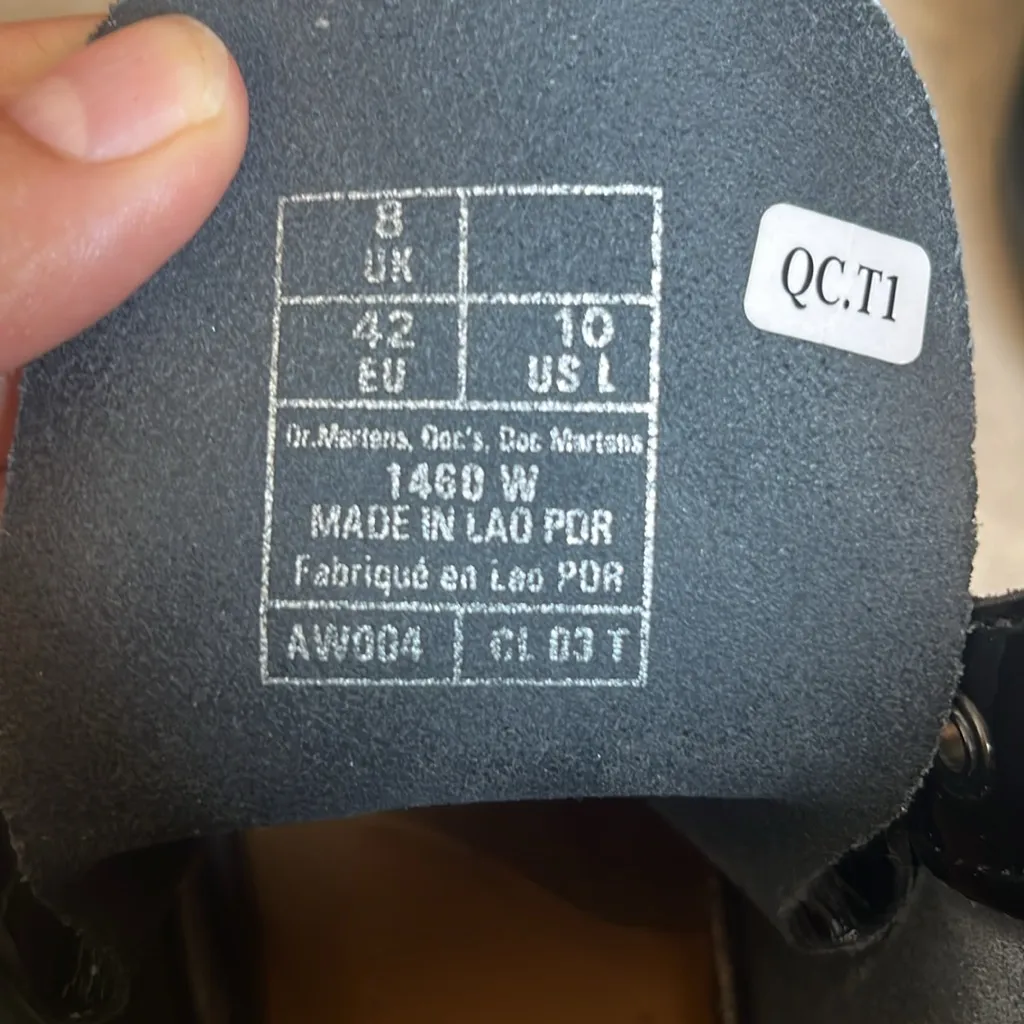 8
UK
42
EU
10
US L
QC.T1
Dr.Martens, Doc's, Doc Martens
1460 W
MADE IN LAO PDR
Fabriqué en Lao PDR
AW004
CL 03 T